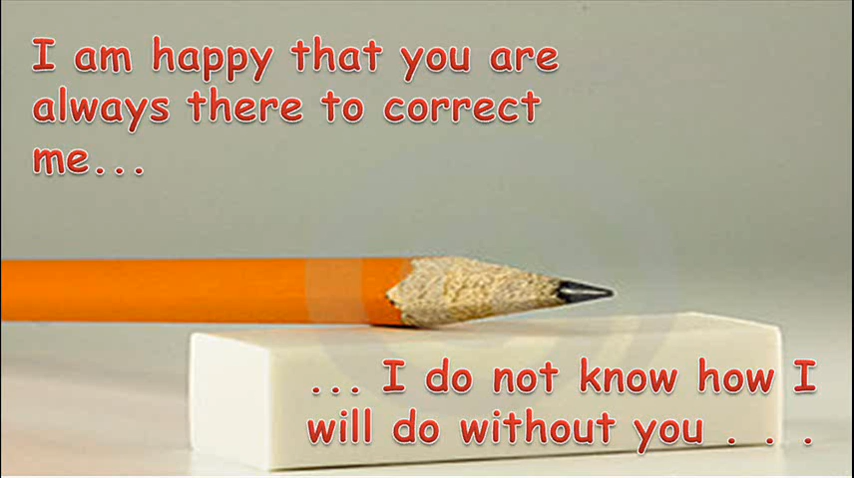 I am happy that you are
always there to correct
me...
... I do not know how I
will do without you . . .